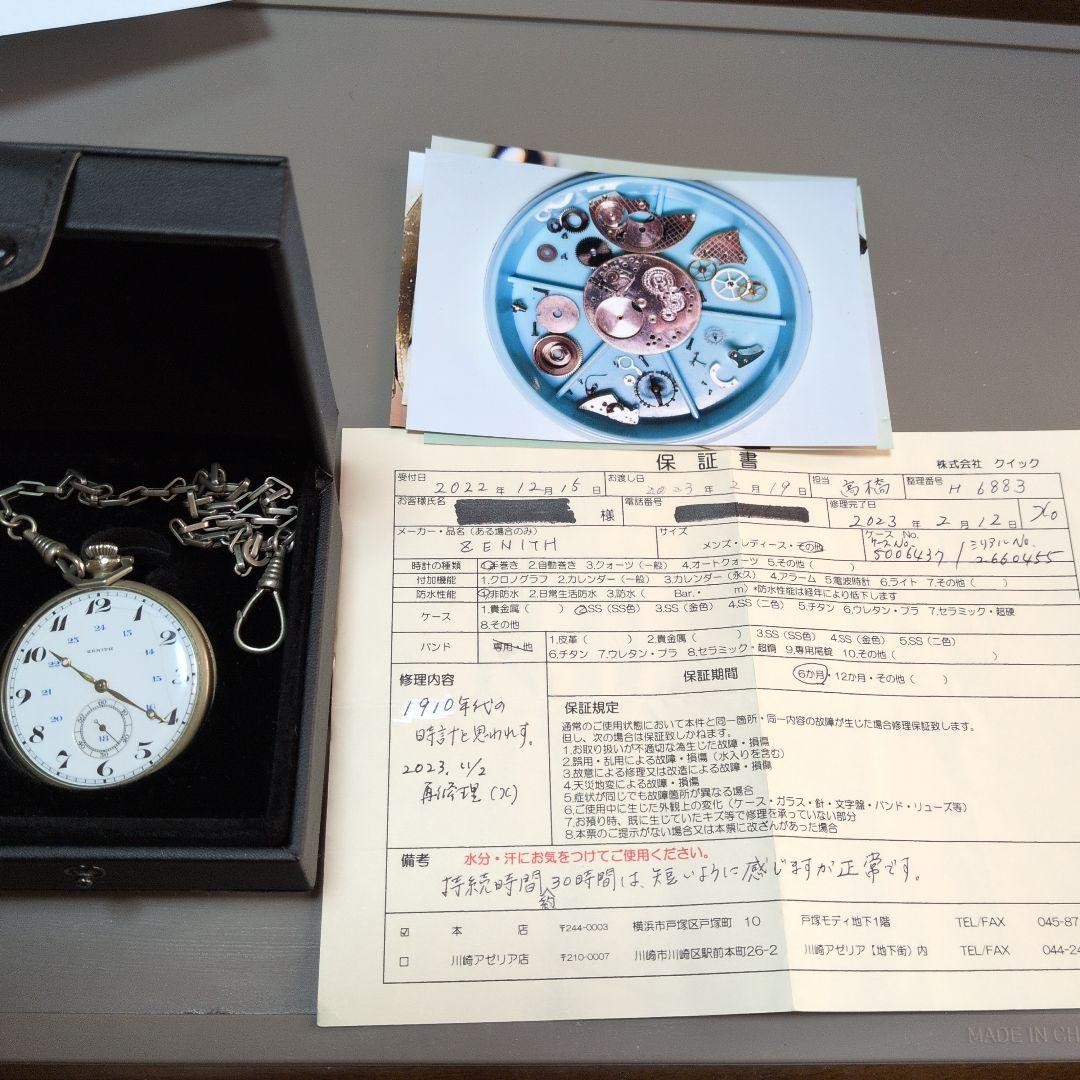 保証書
株式会社 クイック
受付日 2022年12月15日 お渡し日 2023年2月19日 担当 高橋 整理番号 H 6883
お客様氏名 様 電話番号 修理完了日 2023年2月12日
メーカー・品名(ある場合のみ) ZENITH サイズ メンズ・レディース・その他 ケース No. ケースNo. 5006437 / ミリアルNo. 2660455
時計の種類 1.手巻き 2.自動巻き 3.クォーツ(一般) 4.オートクォーツ 5.その他( )
付加機能 1.クロノグラフ 2.カレンダー(一般) 3.カレンダー(永久) 4.アラーム 5.電波時計 6.ライト 7.その他( )
防水性能 1.非防水 2.日常生活防水 3.防水( Bar.・ m) *防水性能は経年により低下します
ケース 1.貴金属( ) 2.SS(SS色) 3.SS(金色) 4.SS(二色) 5.チタン 6.ウレタン・プラ 7.セラミック・超硬
8.その他
バンド 専用・他 1.皮革( ) 2.貴金属( ) 3.SS(SS色) 4.SS(金色) 5.SS(二色)
6.チタン 7.ウレタン・プラ 8.セラミック・超鋼 9.専用尾錠 10.その他( )
修理内容
1910年代の
時計と思われます。
2023. 11/2
再修理
保証期間 6か月・12か月・その他( )
保証規定
通常のご使用状態において本件と同一箇所・同一内容の故障が生じた場合修理保証致します。
但し、次の場合は保証致しかねます。
1.お取り扱いが不適切な為生じた故障・損傷
2.誤用・乱用による故障・損傷(水入りを含む)
3.故意による修理又は改造による故障・損傷
4.天災地変による故障・損傷
5.症状が同じでも故障箇所が異なる場合
6.ご使用中に生じた外観上の変化(ケース・ガラス・針・文字盤・バンド・リューズ等)
7.お預り時、既に生じていたキズ等で修理を承っていない部分
8.本票のご提示がない場合又は本票に改ざんがあった場合
備考 水分・汗にお気をつけてご使用ください。
持続時間約30時間は、短いように感じますが正常です。
☑ 本店 〒244-0003 横浜市戸塚区戸塚町 10 戸塚モディ地下1階 TEL/FAX 045-87
☐ 川崎アゼリア店 〒210-0007 川崎市川崎区駅前本町26-2 川崎アゼリア【地下街】内 TEL/FAX 044-24
ZENITH
12
1
2
3
4
5
6
7
8
9
10
11
MADE IN CH